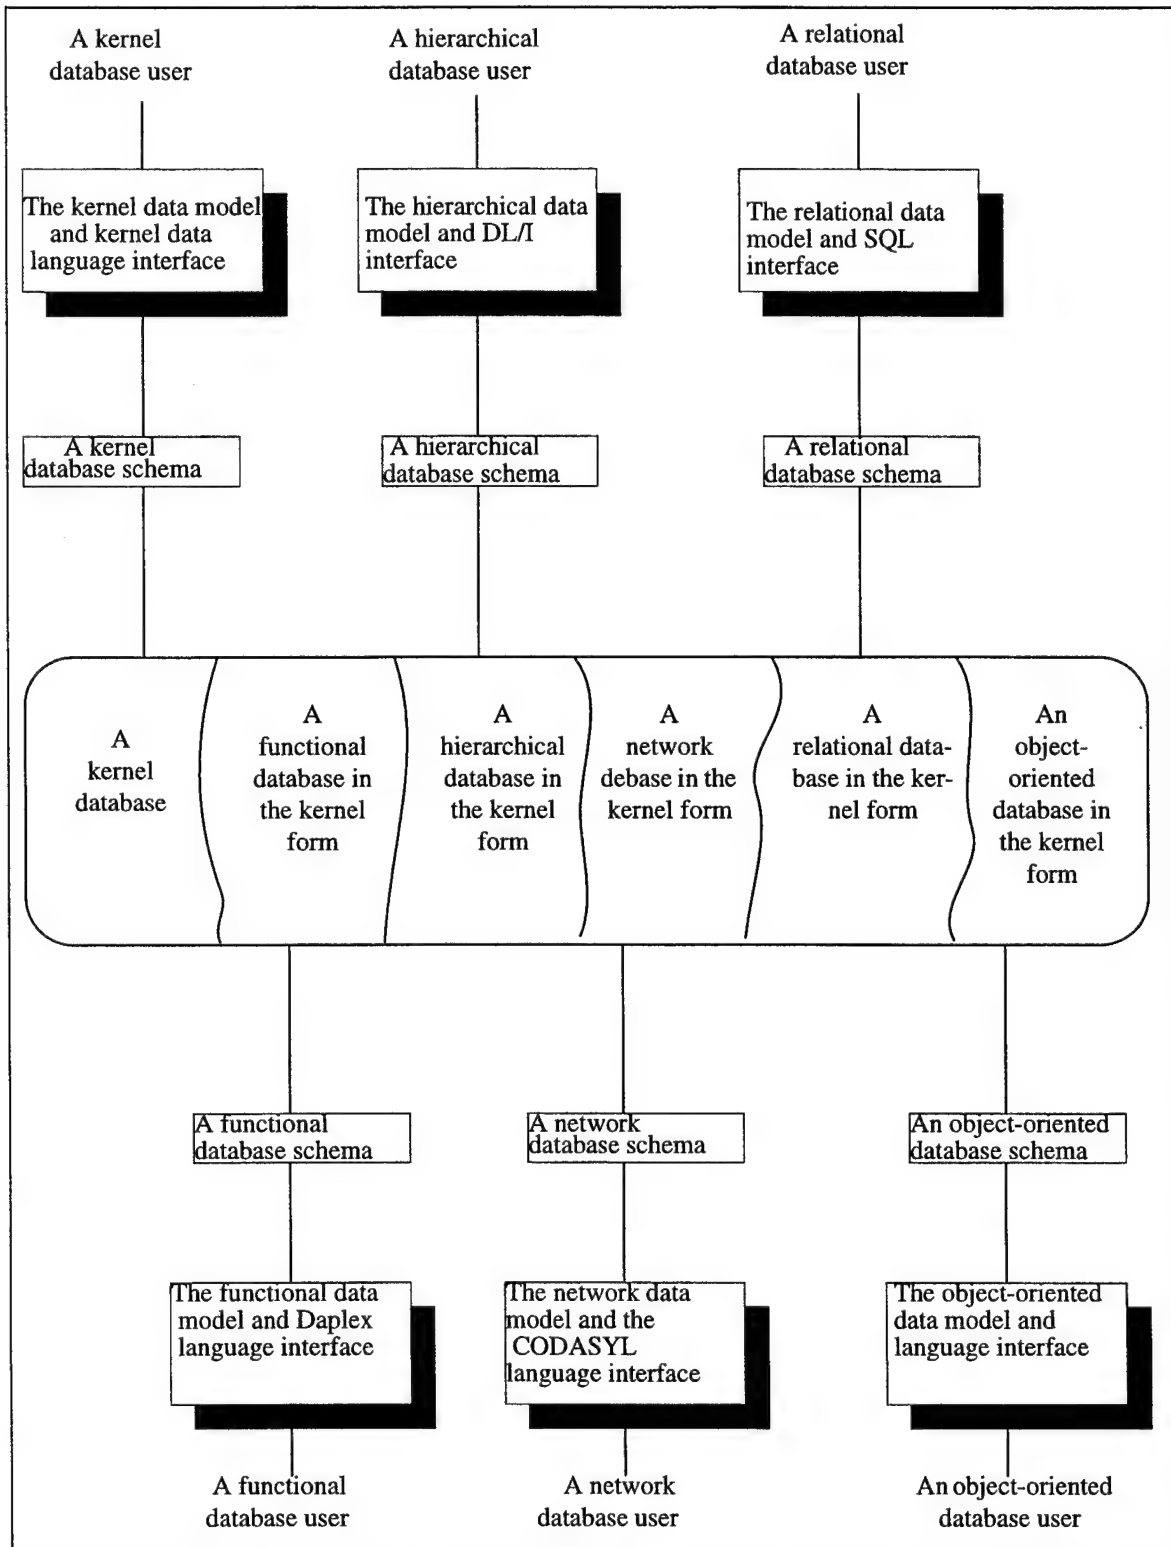 A kernel
database user
A hierarchical
database user
A relational
database user
The kernel data model
and kernel data
language interface
The hierarchical data
model and DL/I
interface
The relational data
model and SQL
interface
A kernel
database schema
A hierarchical
database schema
A relational
database schema
A
kernel
database
A
functional
database in
the kernel
form
A
hierarchical
database in
the kernel
form
A
network
debase in the
kernel form
A
relational data-
base in the ker-
nel form
An
object-
oriented
database in
the kernel
form
A functional
database schema
A network
database schema
An object-oriented
database schema
The functional data
model and Daplex
language interface
The network data
model and the
CODASYL
language interface
The object-oriented
data model and
language interface
A functional
database user
A network
database user
An object-oriented
database user